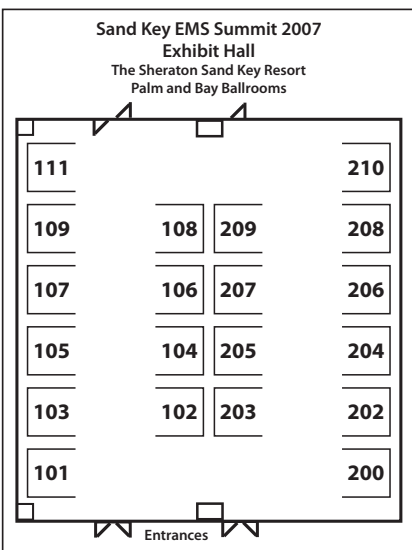 Sand Key EMS Summit 2007
Exhibit Hall
The Sheraton Sand Key Resort
Palm and Bay Ballrooms
111 210
109 108 209 208
107 106 207 206
105 104 205 204
103 102 203 202
101 200
Entrances